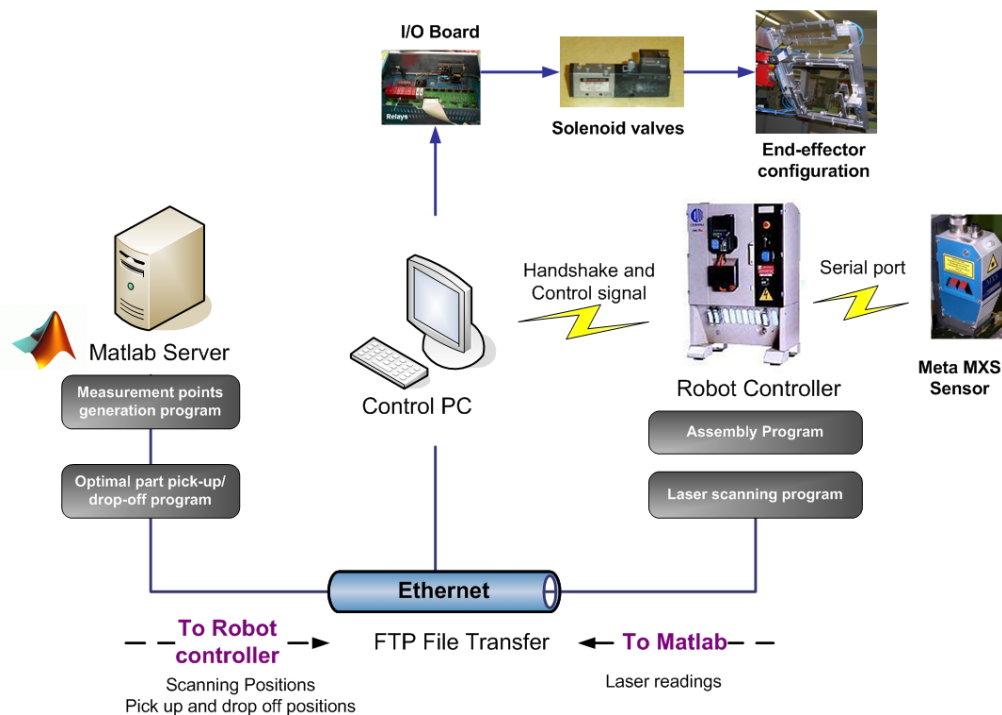 I/O Board
Relays
Solenoid valves
End-effector
configuration
Handshake and
Control signal
Serial port
Meta MXS
Sensor
Matlab Server
Measurement points
generation program
Optimal part pick-up/
drop-off program
Control PC
Robot Controller
Assembly Program
Laser scanning program
Ethernet
To Robot
controller
FTP File Transfer
To Matlab
Scanning Positions
Pick up and drop off positions
Laser readings